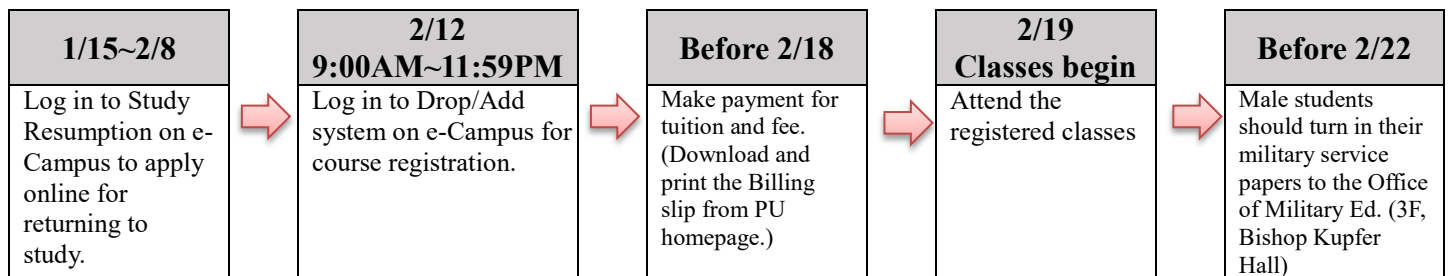 1/15~2/8
Log in to Study
Resumption on e-
Campus to apply
online for
returning to
study.
2/12
9:00AM~11:59PM
Log in to Drop/Add
system on e-Campus for
course registration.
Before 2/18
Make payment for
tuition and fee.
(Download and
print the Billing
slip from PU
homepage.)
2/19
Classes begin
Attend the
registered classes
Before 2/22
Male students
should turn in their
military service
papers to the Office
of Military Ed. (3F,
Bishop Kupfer
Hall)